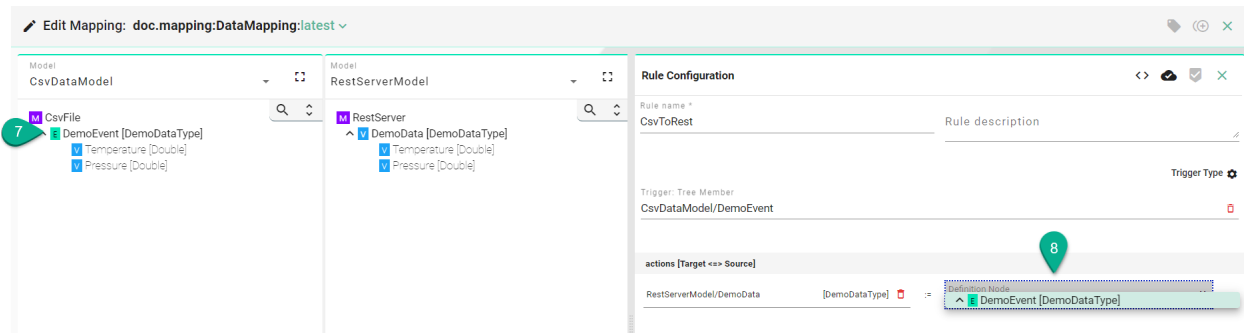 Edit Mapping: doc.mapping:DataMapping:latest
Model
CsvDataModel
M CsvFile
7
E DemoEvent [DemoDataType]
V Temperature [Double]
V Pressure [Double]
Model
RestServerModel
M RestServer
V DemoData [DemoDataType]
V Temperature [Double]
V Pressure [Double]
Rule Configuration
Rule name *
CsvToRest
Rule description
Trigger Type
Trigger: Tree Member
CsvDataModel/DemoEvent
8
actions [Target <=> Source]
RestServerModel/DemoData [DemoDataType] :=
Definition Node
E DemoEvent [DemoDataType]